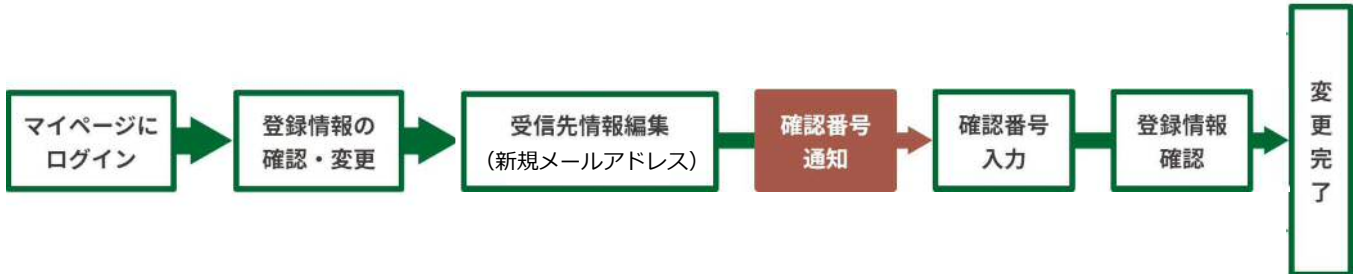 マイページに
ログイン
登録情報の
確認・変更
受信先情報編集
（新規メールアドレス）
確認番号
通知
確認番号
入力
登録情報
確認
変更完了